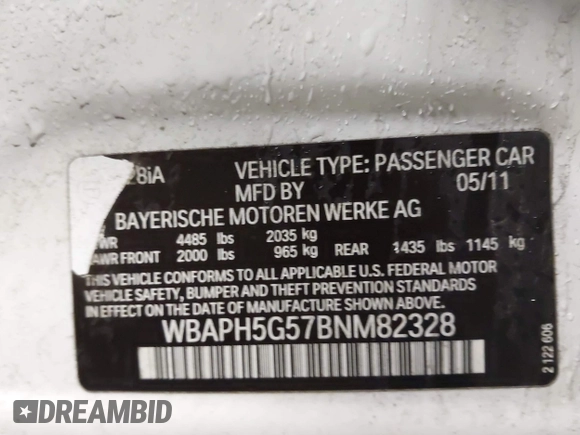 28iA VEHICLE TYPE: PASSENGER CAR
MFD BY 05/11
BAYERISCHE MOTOREN WERKE AG
WR 4485 lbs 2035 kg
AWR FRONT 2000 lbs 965 kg REAR 1435 lbs 1145 kg
THIS VEHICLE CONFORMS TO ALL APPLICABLE U.S. FEDERAL MOTOR
VEHICLE SAFETY, BUMPER AND THEFT PREVENTION STANDARDS
IN EFFECT ON THE DATE OF MANUFACTURE SHOWN ABOVE.
WBAPH5G57BNM82328
2 122 606
DREAMBID